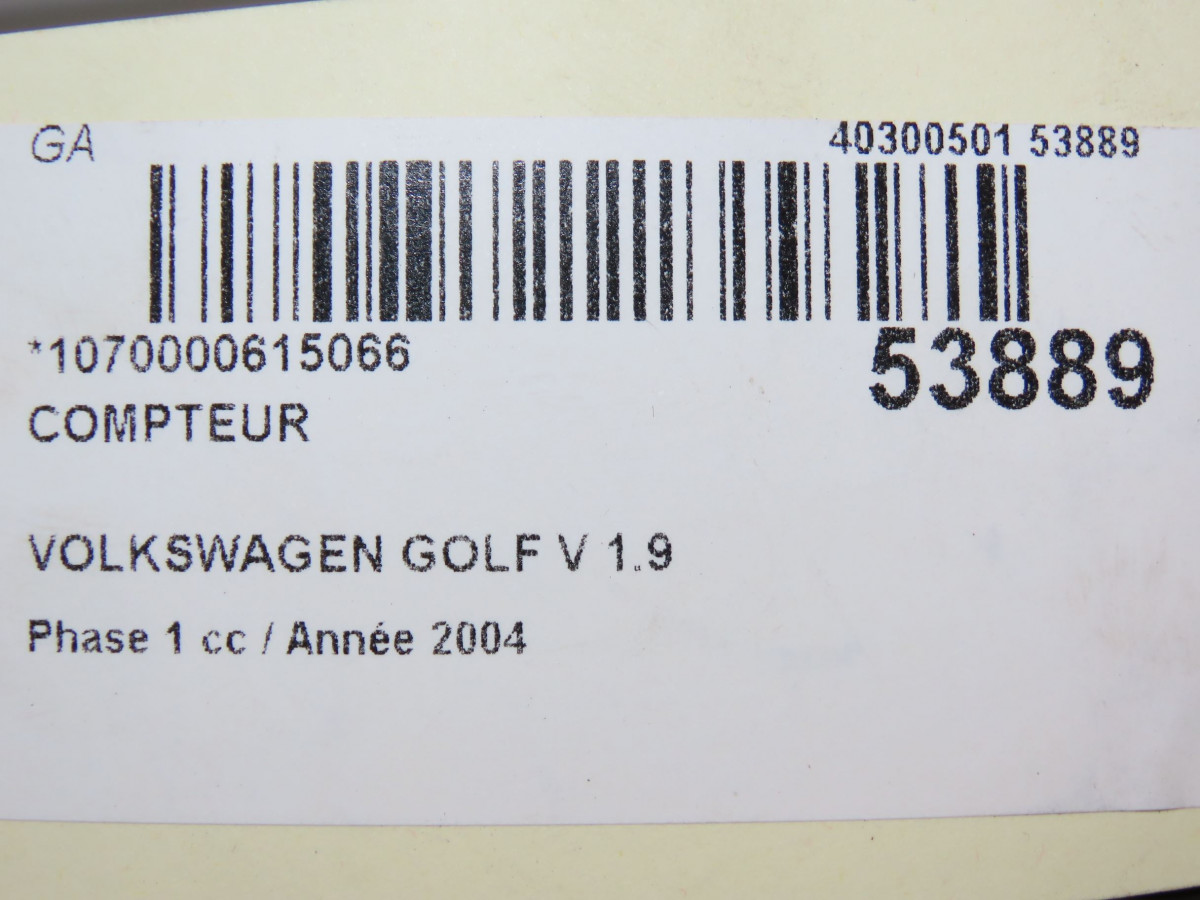 GA 40300501 53889
*1070000615066 53889
COMPTEUR
VOLKSWAGEN GOLF V 1.9
Phase 1 cc / Année 2004